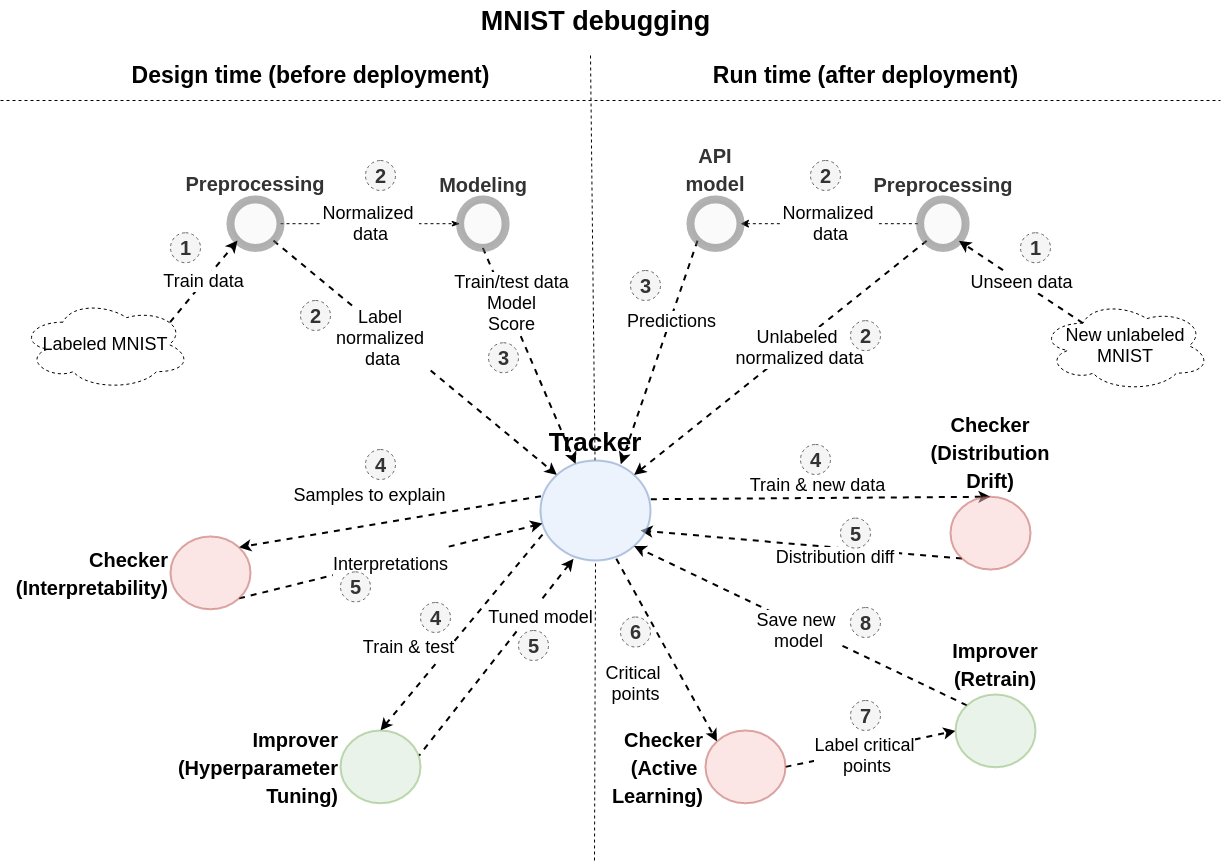 MNIST debugging
Design time (before deployment)
Run time (after deployment)
Preprocessing
2
Modeling
Normalized
data
1
Train data
Labeled MNIST
2
Label
normalized
data
Train/test data
Model
Score
3
API
model
2
Preprocessing
Normalized
data
1
Unseen data
New unlabeled
MNIST
3
Predictions
Unlabeled
normalized data
2
Tracker
4
Samples to explain
Checker
(Interpretability)
Interpretations
5
4
Train & test
Tuned model
5
Improver
(Hyperparameter
Tuning)
Checker
(Distribution
Drift)
4
Train & new data
5
Distribution diff
6
Critical
points
Save new
model
8
Improver
(Retrain)
7
Label critical
points
Checker
(Active
Learning)